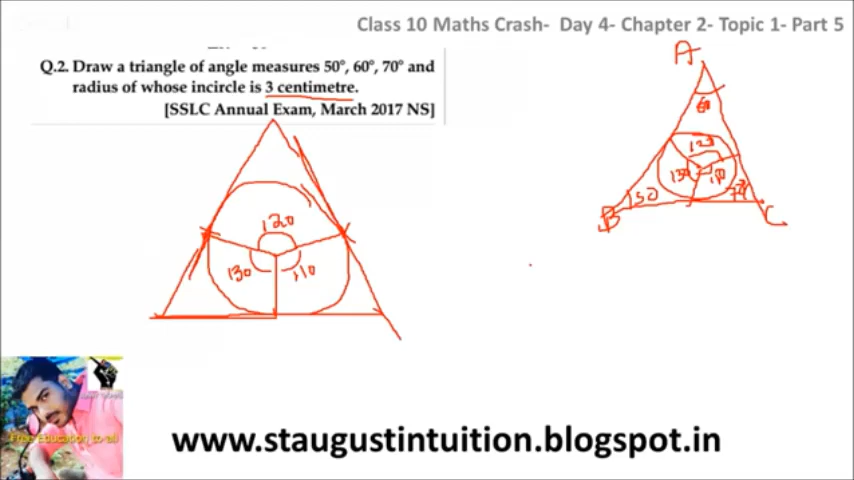 Class 10 Maths Crash- Day 4- Chapter 2- Topic 1- Part 5
Q.2. Draw a triangle of angle measures 50°, 60°, 70° and
radius of whose incircle is 3 centimetre.
[SSLC Annual Exam, March 2017 NS]
A
60
120
130
110
50
70
B
C
120
130
110
Free education to all
www.staugustintuition.blogspot.in